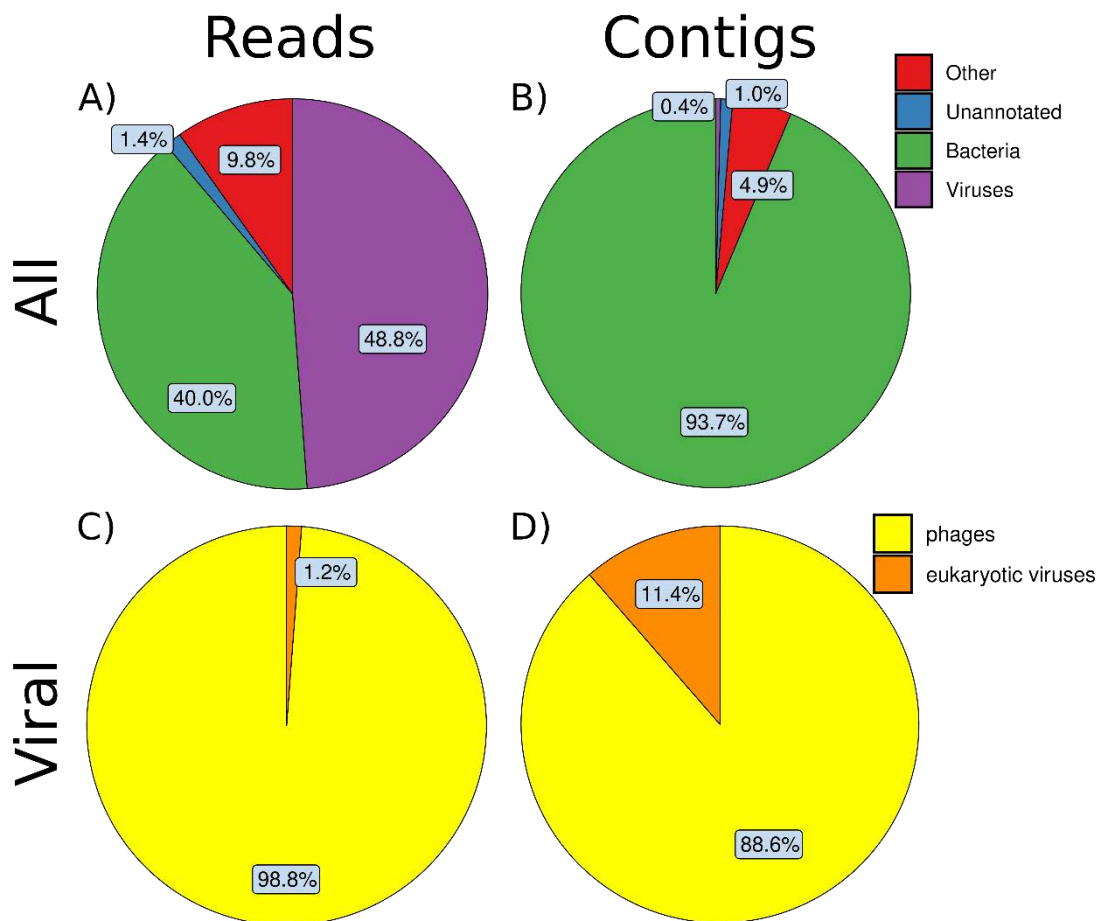 Reads
Contigs
All
Viral
A)
1.4%
9.8%
48.8%
40.0%
B)
0.4%
1.0%
4.9%
93.7%
Other
Unannotated
Bacteria
Viruses
C)
1.2%
98.8%
D)
11.4%
88.6%
phages
eukaryotic viruses